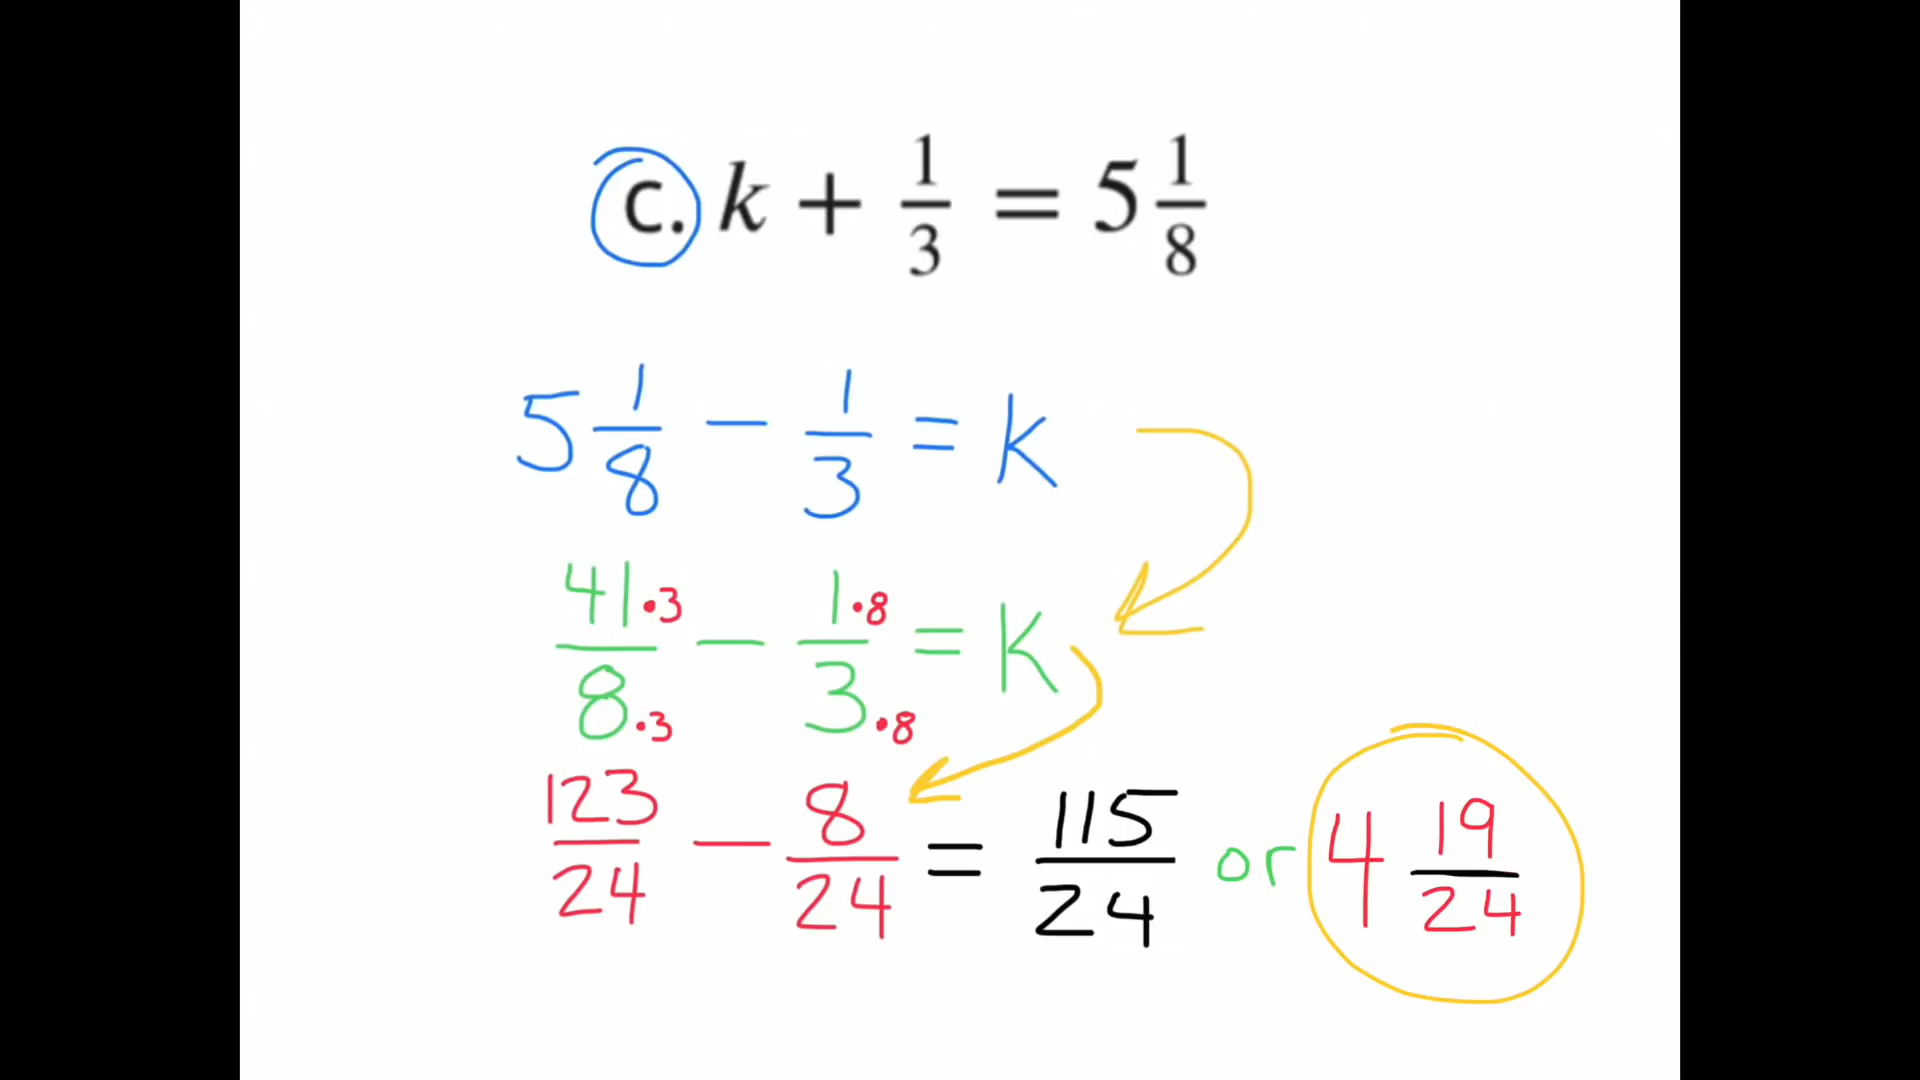 c. k + 1/3 = 5 1/8
5 1/8 - 1/3 = k
41·3/8·3 - 1·8/3·8 = k
123/24 - 8/24 = 115/24 or 4 19/24